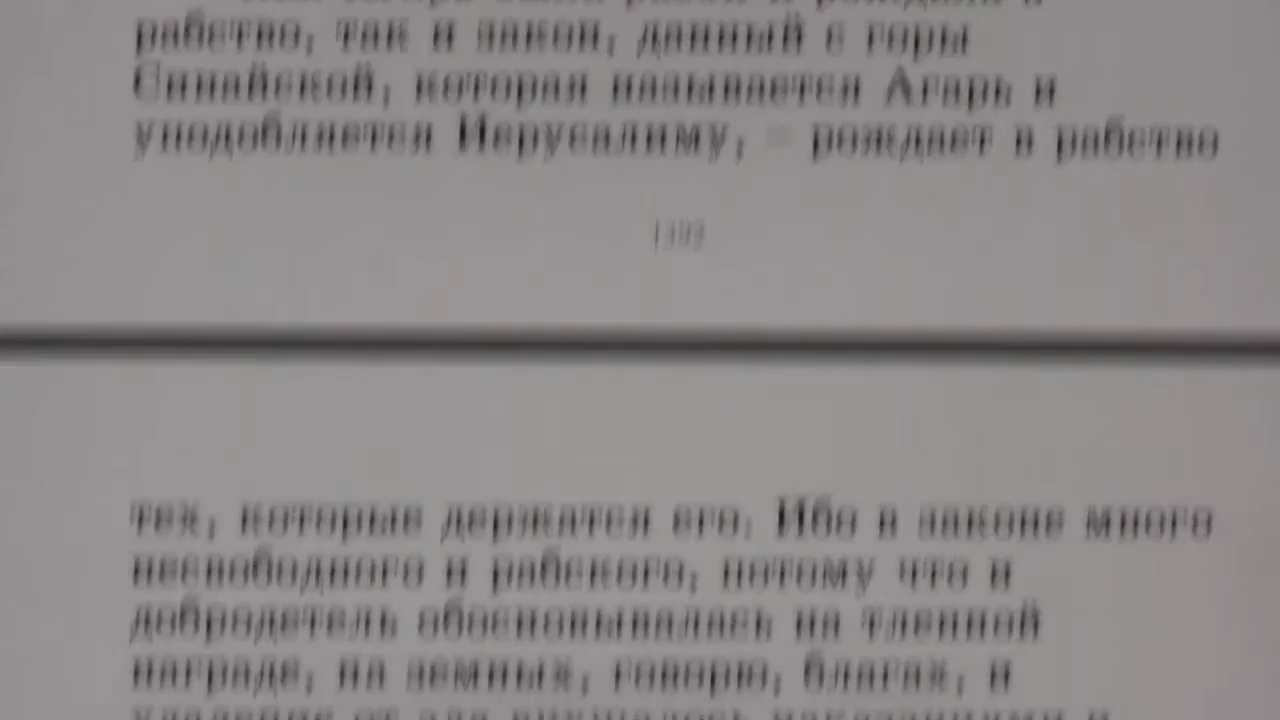 рабство, так и закон, данный с горы
Синайской, которая называется Агарь и
уподобляется Иерусалиму, - рождает в рабство
тех, которые держатся его. Ибо в законе много
несвободного и рабского, потому что и
добродетель обосновывалась на тленной
награде, на земных, говорю, благах, и